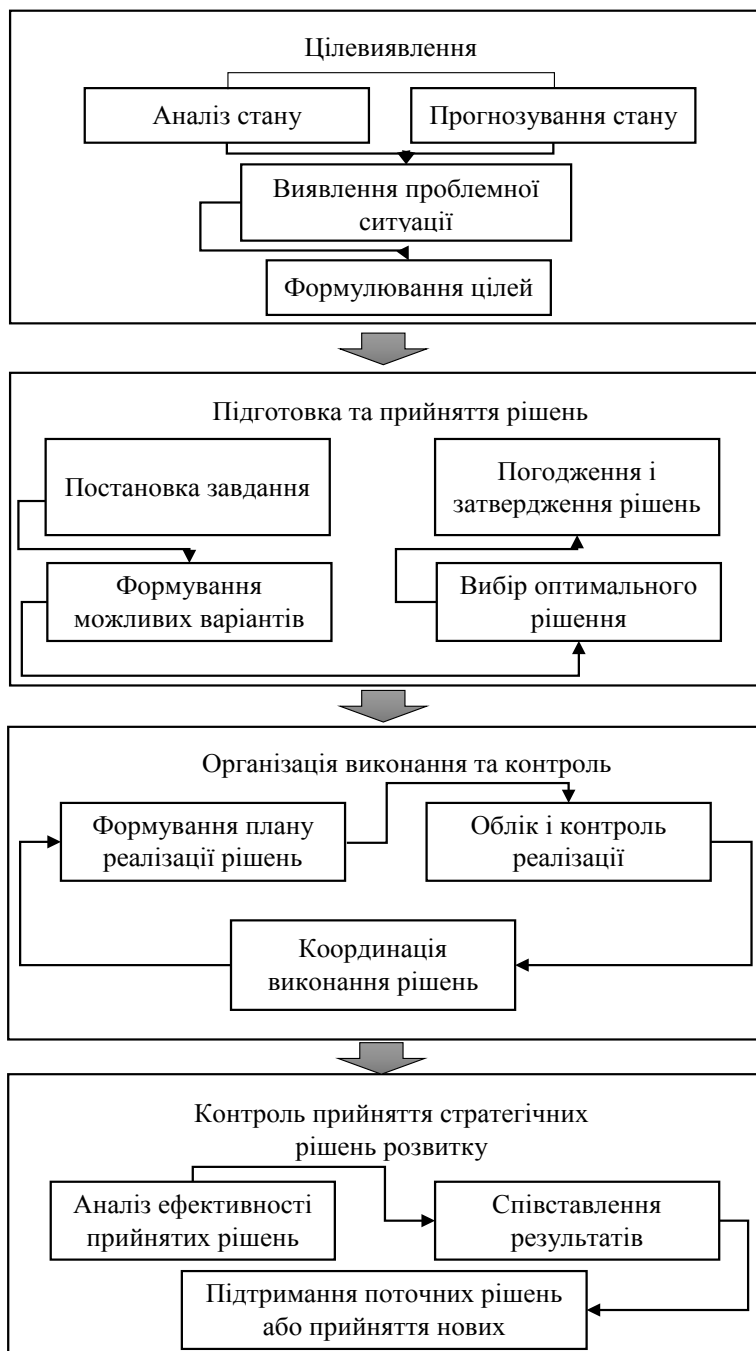 Цілевиявлення
Аналіз стану
Прогнозування стану
Виявлення проблемної
ситуації
Формулювання цілей
Підготовка та прийняття рішень
Постановка завдання
Погодження і
затвердження рішень
Формування
можливих варіантів
Вибір оптимального
рішення
Організація виконання та контроль
Формування плану
реалізації рішень
Облік і контроль
реалізації
Координація
виконання рішень
Контроль прийняття стратегічних
рішень розвитку
Аналіз ефективності
прийнятих рішень
Співставлення
результатів
Підтримання поточних рішень
або прийняття нових